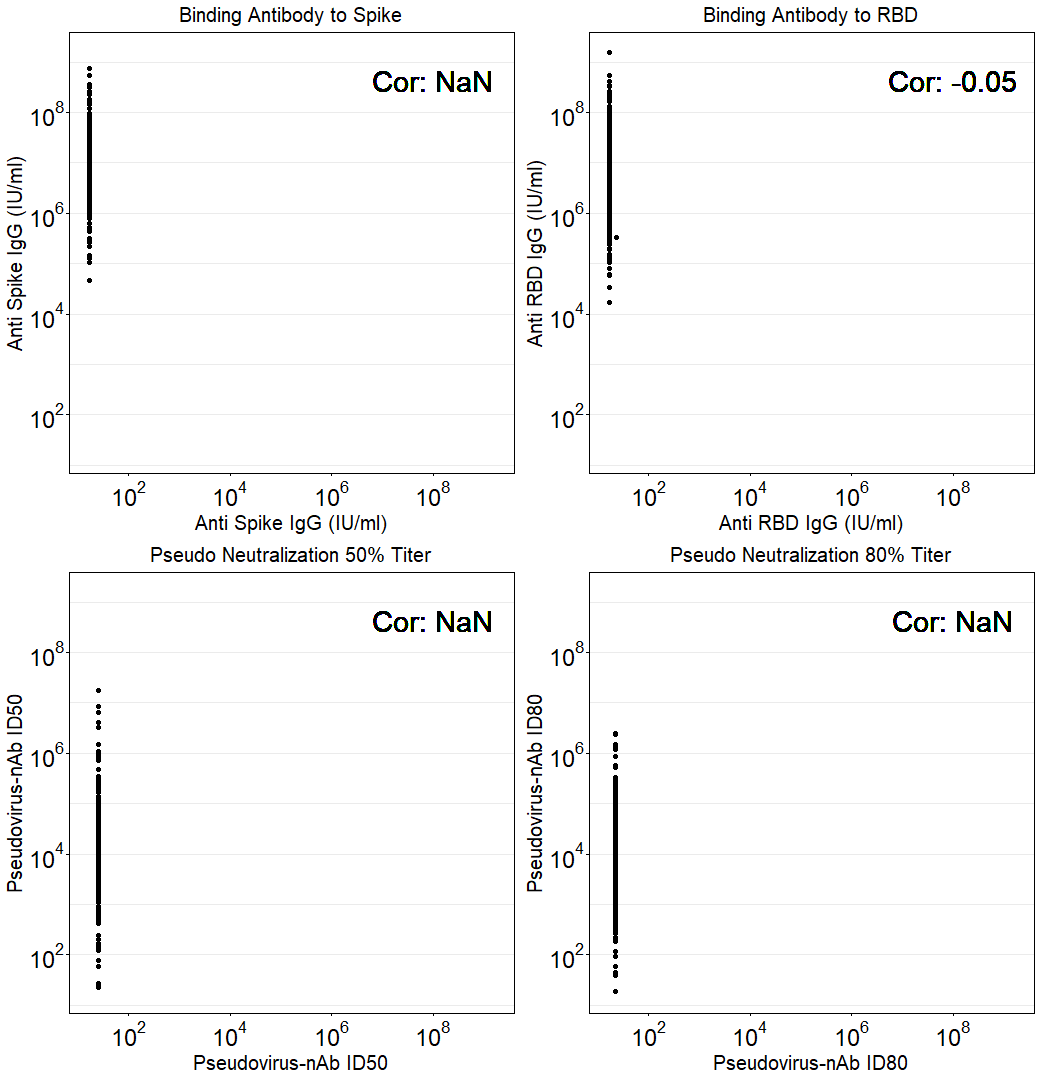 Binding Antibody to Spike
Cor: NaN
10^8
10^6
10^4
10^2
Anti Spike IgG (IU/ml)
10^2 10^4 10^6 10^8
Anti Spike IgG (IU/ml)
Binding Antibody to RBD
Cor: -0.05
10^8
10^6
10^4
10^2
Anti RBD IgG (IU/ml)
10^2 10^4 10^6 10^8
Anti RBD IgG (IU/ml)
Pseudo Neutralization 50% Titer
Cor: NaN
10^8
10^6
10^4
10^2
Pseudovirus-nAb ID50
10^2 10^4 10^6 10^8
Pseudovirus-nAb ID50
Pseudo Neutralization 80% Titer
Cor: NaN
10^8
10^6
10^4
10^2
Pseudovirus-nAb ID80
10^2 10^4 10^6 10^8
Pseudovirus-nAb ID80